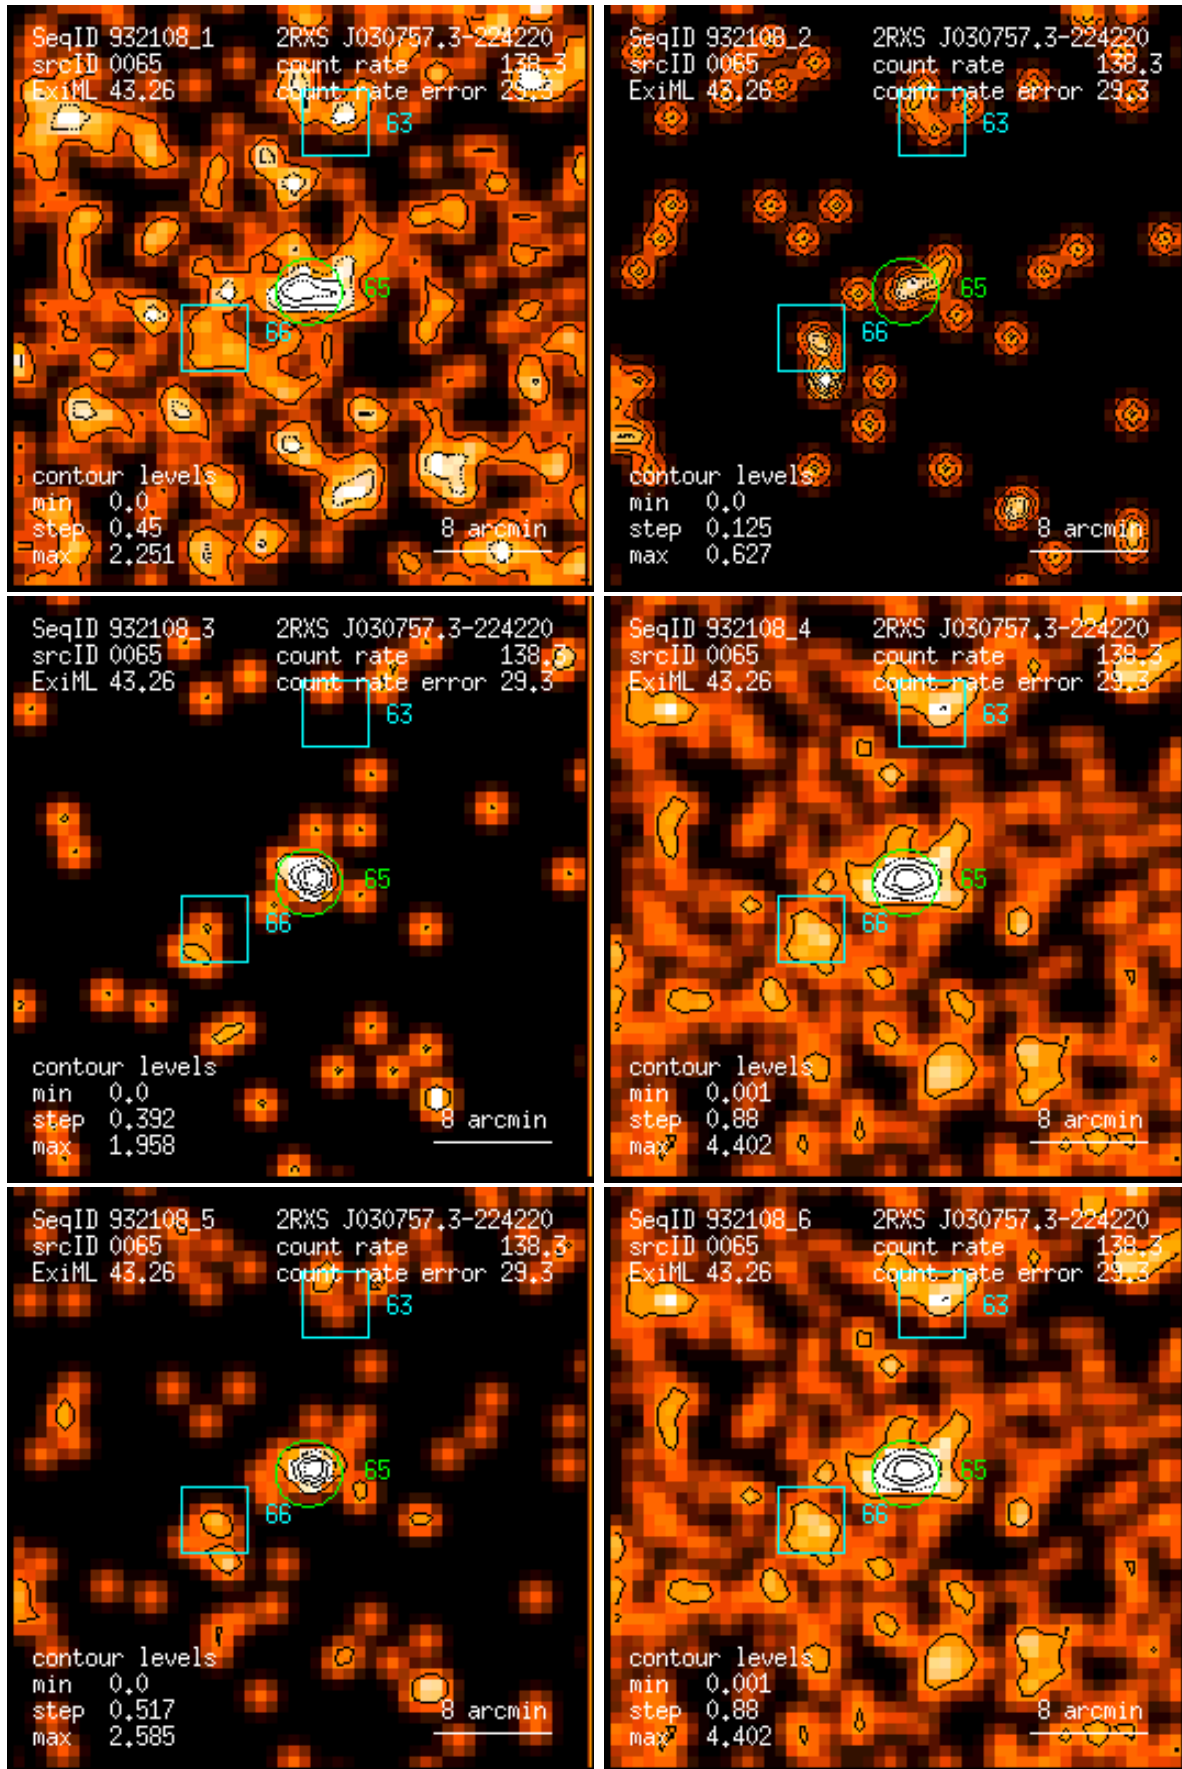 SeqID 932108_1 2RXS J030757.3-224220
srcID 0065 count rate 138.3
ExiML 43.26 count rate error 29.3
63
65
66
contour levels
min 0.0
step 0.45
max 2.251
8 arcmin
SeqID 932108_2 2RXS J030757.3-224220
srcID 0065 count rate 138.3
ExiML 43.26 count rate error 29.3
63
65
66
contour levels
min 0.0
step 0.125
max 0.627
8 arcmin
SeqID 932108_3 2RXS J030757.3-224220
srcID 0065 count rate 138.3
ExiML 43.26 count rate error 29.3
63
65
66
contour levels
min 0.0
step 0.392
max 1.958
8 arcmin
SeqID 932108_4 2RXS J030757.3-224220
srcID 0065 count rate 138.3
ExiML 43.26 count rate error 29.3
63
65
66
contour levels
min 0.001
step 0.88
max 4.402
8 arcmin
SeqID 932108_5 2RXS J030757.3-224220
srcID 0065 count rate 138.3
ExiML 43.26 count rate error 29.3
63
65
66
contour levels
min 0.0
step 0.517
max 2.585
8 arcmin
SeqID 932108_6 2RXS J030757.3-224220
srcID 0065 count rate 138.3
ExiML 43.26 count rate error 29.3
63
65
66
contour levels
min 0.001
step 0.88
max 4.402
8 arcmin